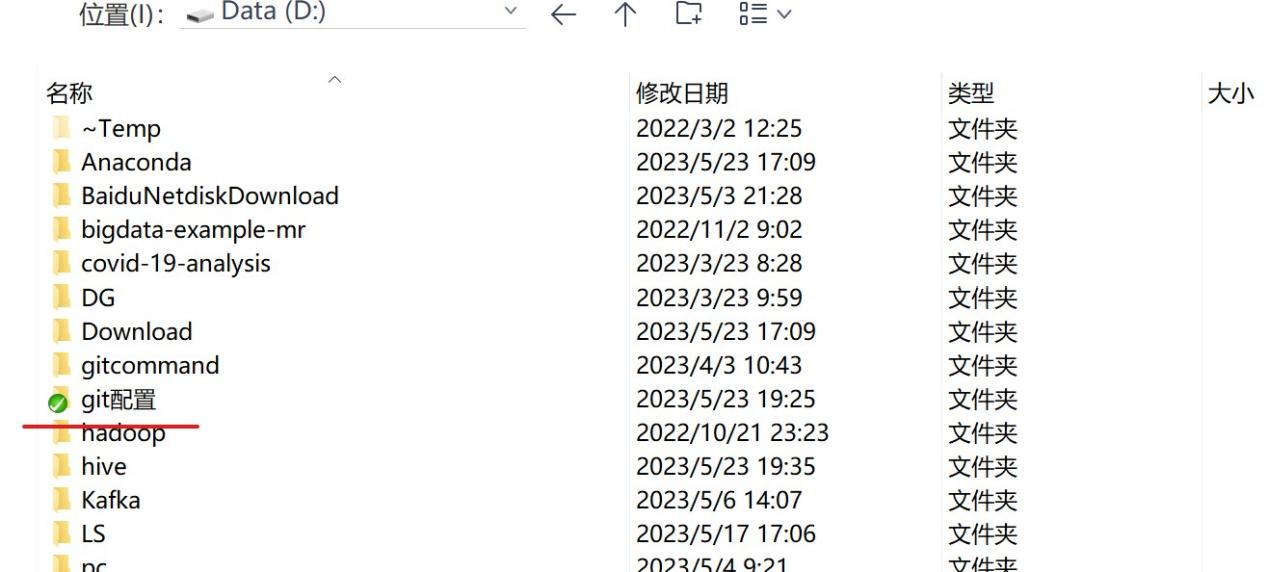 位置(I): Data (D:)
名称 修改日期 类型 大小
~Temp 2022/3/2 12:25 文件夹
Anaconda 2023/5/23 17:09 文件夹
BaiduNetdiskDownload 2023/5/3 21:28 文件夹
bigdata-example-mr 2022/11/2 9:02 文件夹
covid-19-analysis 2023/3/23 8:28 文件夹
DG 2023/3/23 9:59 文件夹
Download 2023/5/23 17:09 文件夹
gitcommand 2023/4/3 10:43 文件夹
git配置 2023/5/23 19:25 文件夹
hadoop 2022/10/21 23:23 文件夹
hive 2023/5/23 19:35 文件夹
Kafka 2023/5/6 14:07 文件夹
LS 2023/5/17 17:06 文件夹
pc 2023/5/4 9:21 文件夹